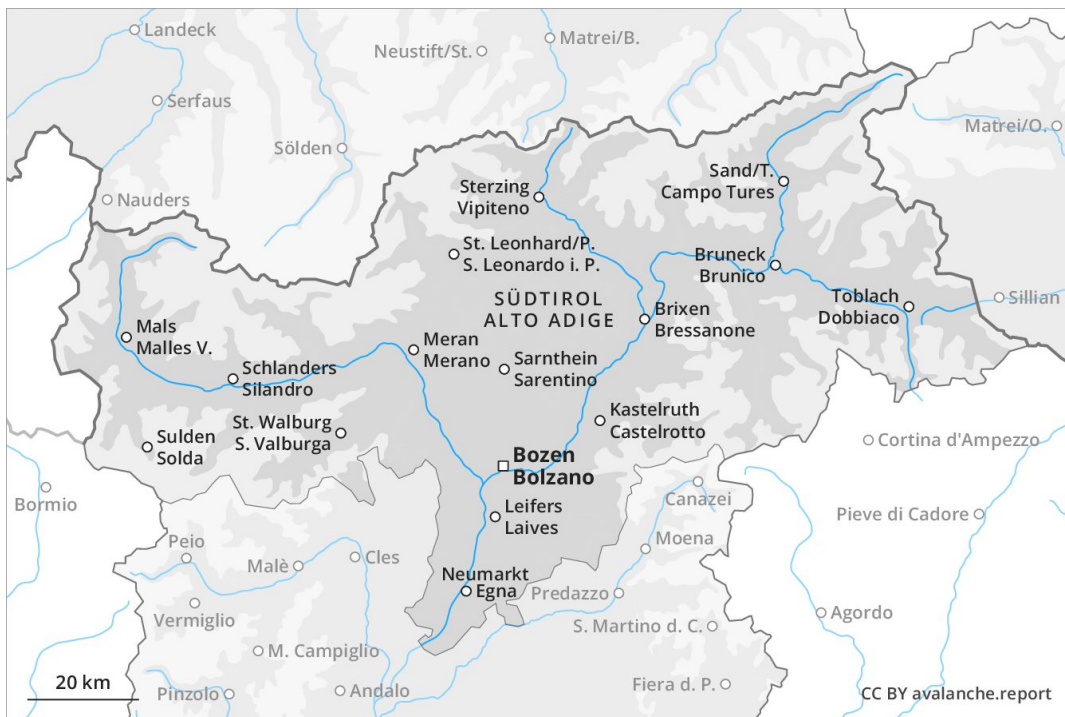 Landeck
Neustift/St.
Matrei/B.
Serfaus
Matrei/O.
Sölden
Nauders
Sand/T.
Campo Tures
Sterzing
Vipiteno
St. Leonhard/P.
S. Leonardo i. P.
Bruneck
Brunico
SÜDTIROL
ALTO ADIGE
Toblach
Dobbiaco
Sillian
Brixen
Bressanone
Mals
Malles V.
Meran
Merano
Sarnthein
Sarentino
Schlanders
Silandro
St. Walburg
S. Valburga
Kastelruth
Castelrotto
Sulden
Solda
Cortina d'Ampezzo
Bozen
Bolzano
Bormio
Canazei
Leifers
Laives
Pieve di Cadore
Moena
Peio
Malè
Cles
Neumarkt
Egna
Predazzo
Vermiglio
Agordo
S. Martino d. C.
M. Campiglio
20 km
Pinzolo
Andalo
Fiera d. P.
CC BY avalanche.report